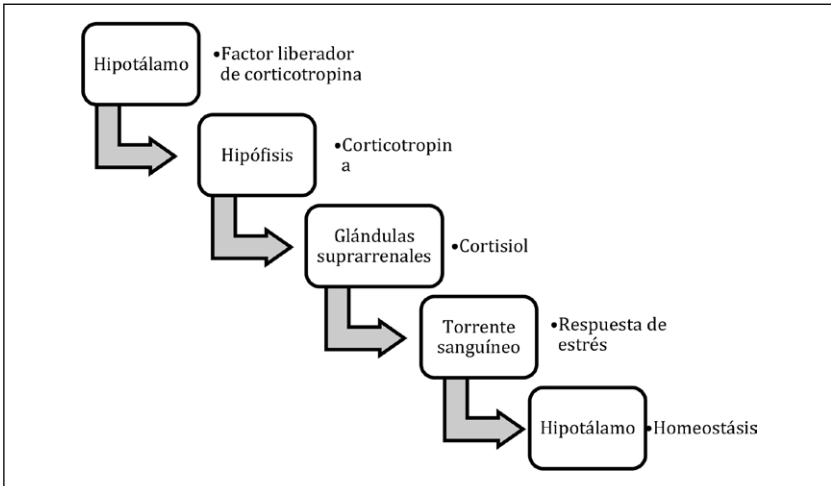 Hipotálamo
•Factor liberador
de corticotropina
Hipófisis
•Corticotropin
a
Glándulas
suprarrenales
•Cortisiol
Torrente
sanguíneo
•Respuesta de
estrés
Hipotálamo
•Homeostásis